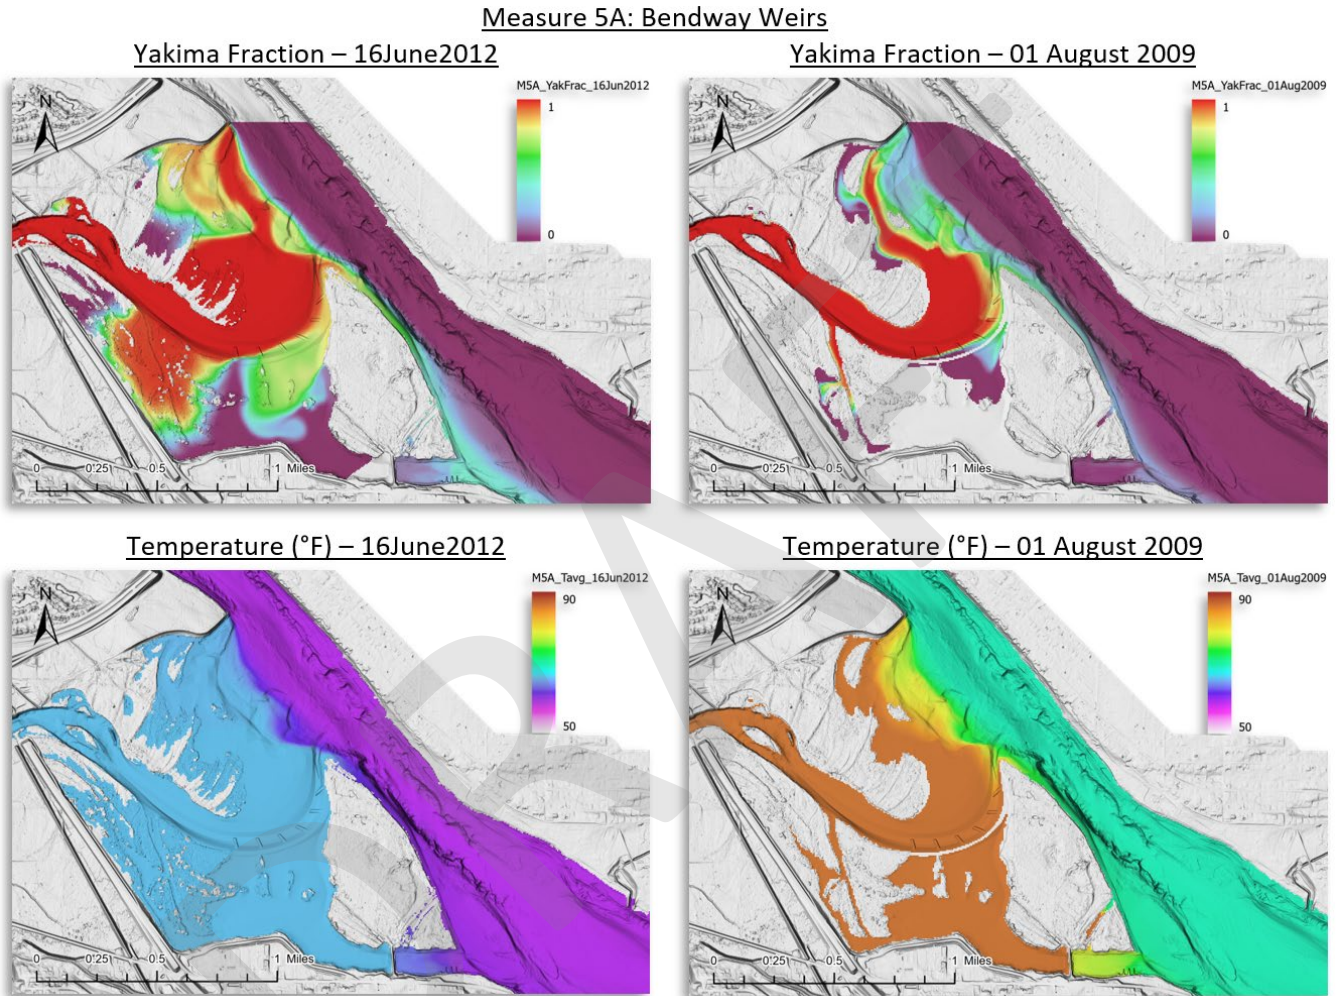 Measure 5A: Bendway Weirs
Yakima Fraction – 16June2012
Yakima Fraction – 01 August 2009
M5A_YakFrac_16Jun2012
1
0
N
0 0.25 0.5 1 Miles
M5A_YakFrac_01Aug2009
1
0
N
0 0.25 0.5 1 Miles
Temperature (°F) – 16June2012
Temperature (°F) – 01 August 2009
M5A_Tavg_16Jun2012
90
50
N
0 0.25 0.5 1 Miles
M5A_Tavg_01Aug2009
90
50
N
0 0.25 0.5 1 Miles
DRAFT